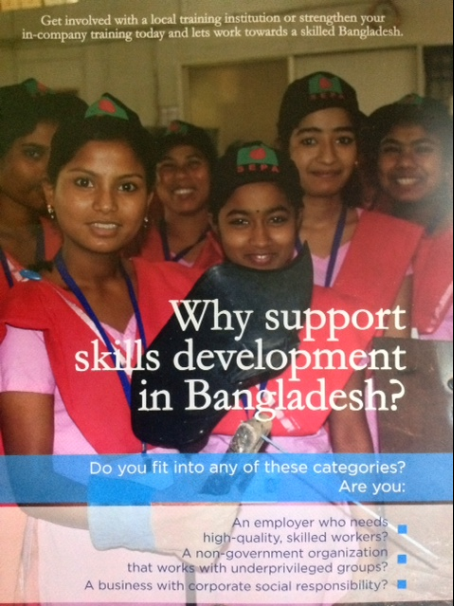 Get involved with a local training institution or strengthen your
in-company training today and lets work towards a skilled Bangladesh.
SEPA
SEPA
Why support
skills development
in Bangladesh?
Do you fit into any of these categories?
Are you:
An employer who needs
high-quality, skilled workers?
A non-government organization
that works with underprivileged groups?
A business with corporate social responsibility?